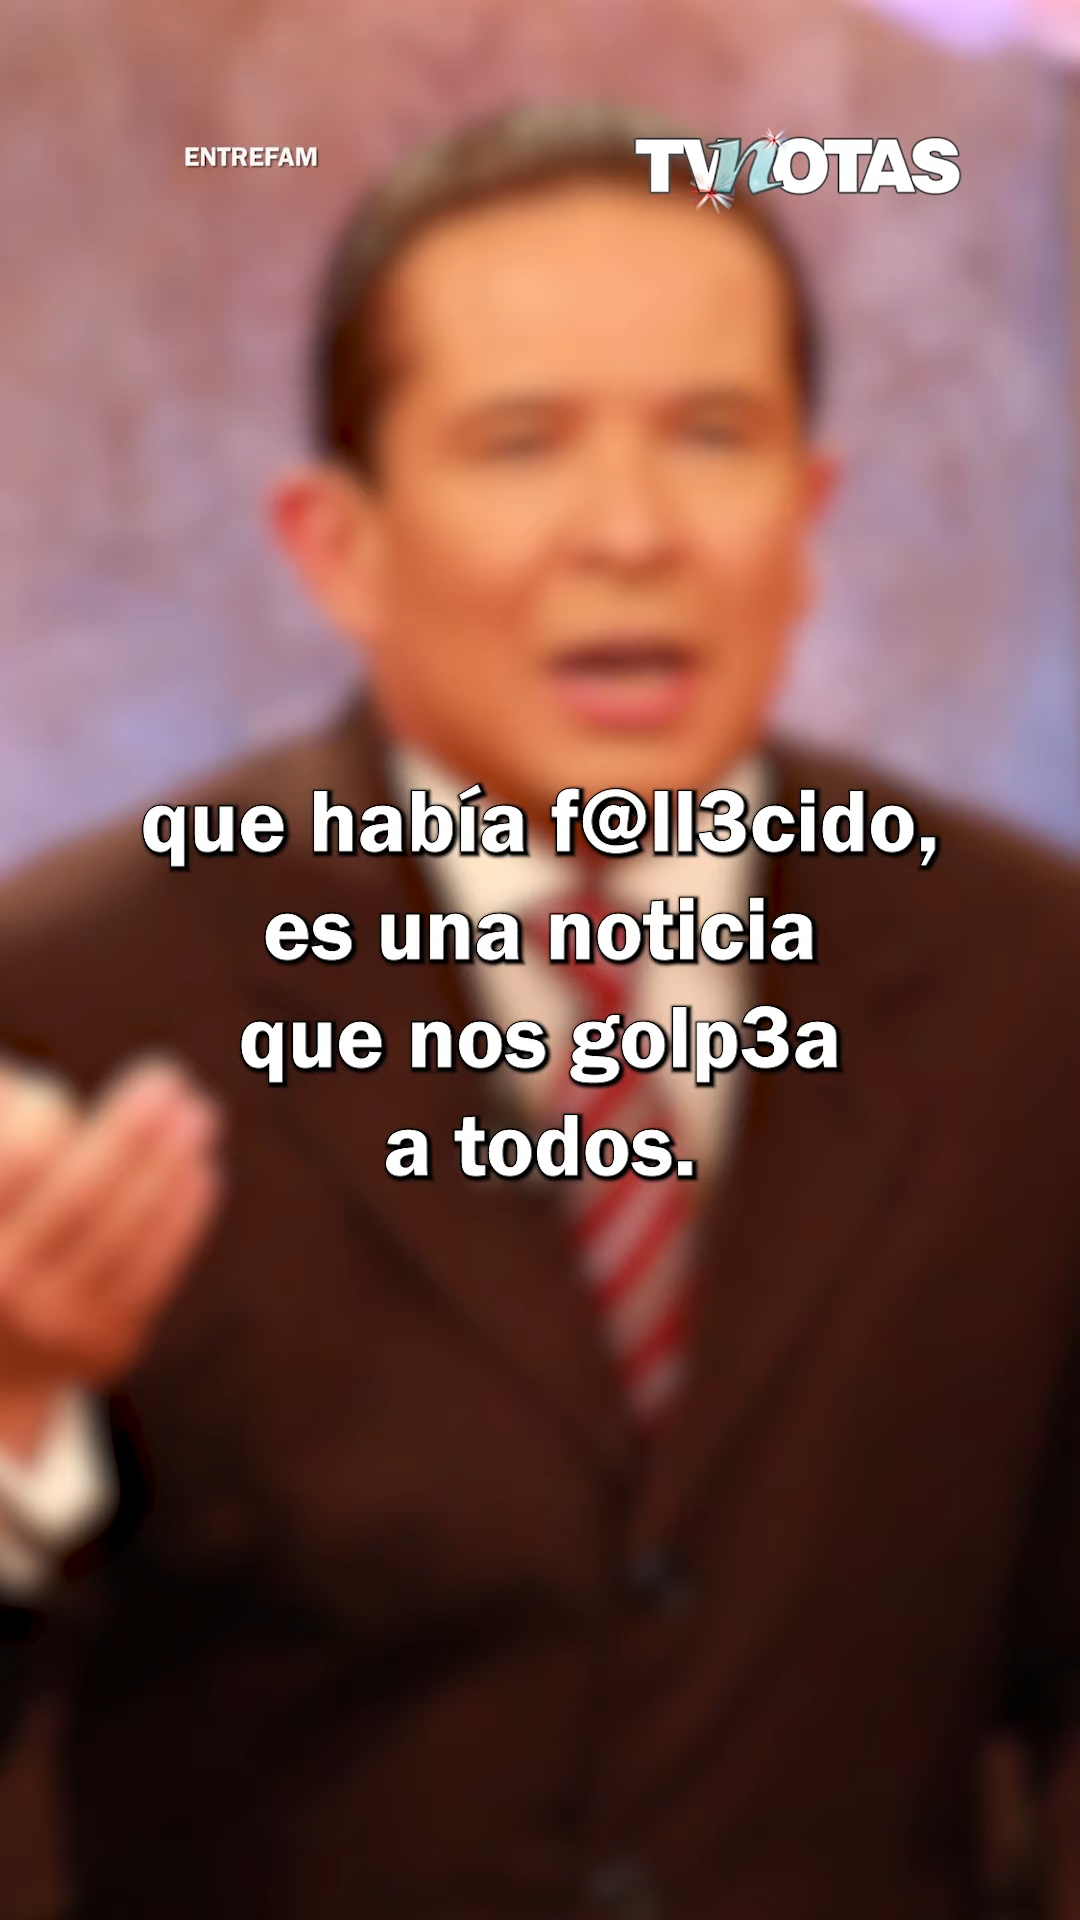 ENTREFAM
TVnOTAS
que había f@ll3cido,
es una noticia
que nos golp3a
a todos.